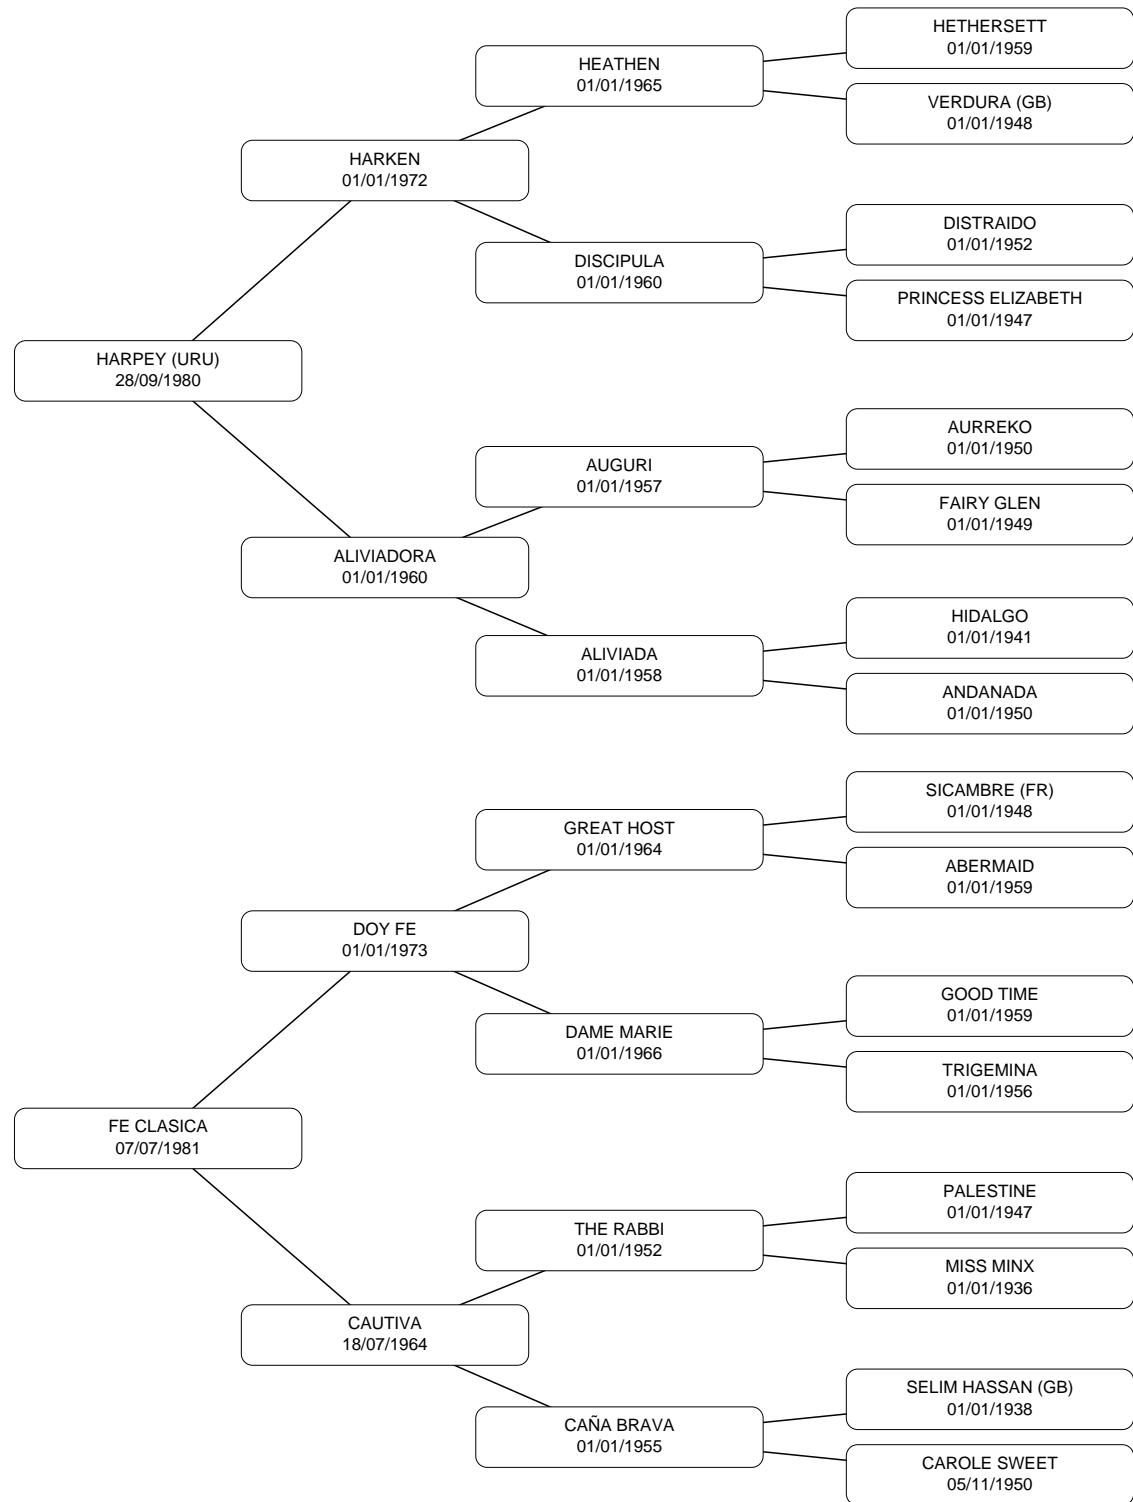 HETHERSETT
01/01/1959
HEATHEN
01/01/1965
VERDURA (GB)
01/01/1948
HARKEN
01/01/1972
DISTRAIDO
01/01/1952
DISCIPULA
01/01/1960
PRINCESS ELIZABETH
01/01/1947
HARPEY (URU)
28/09/1980
AURREKO
01/01/1950
AUGURI
01/01/1957
FAIRY GLEN
01/01/1949
ALIVIADORA
01/01/1960
HIDALGO
01/01/1941
ALIVIADA
01/01/1958
ANDANADA
01/01/1950
SICAMBRE (FR)
01/01/1948
GREAT HOST
01/01/1964
ABERMAID
01/01/1959
DOY FE
01/01/1973
GOOD TIME
01/01/1959
DAME MARIE
01/01/1966
TRIGEMINA
01/01/1956
FE CLASICA
07/07/1981
PALESTINE
01/01/1947
THE RABBI
01/01/1952
MISS MINX
01/01/1936
CAUTIVA
18/07/1964
SELIM HASSAN (GB)
01/01/1938
CAÑA BRAVA
01/01/1955
CAROLE SWEET
05/11/1950